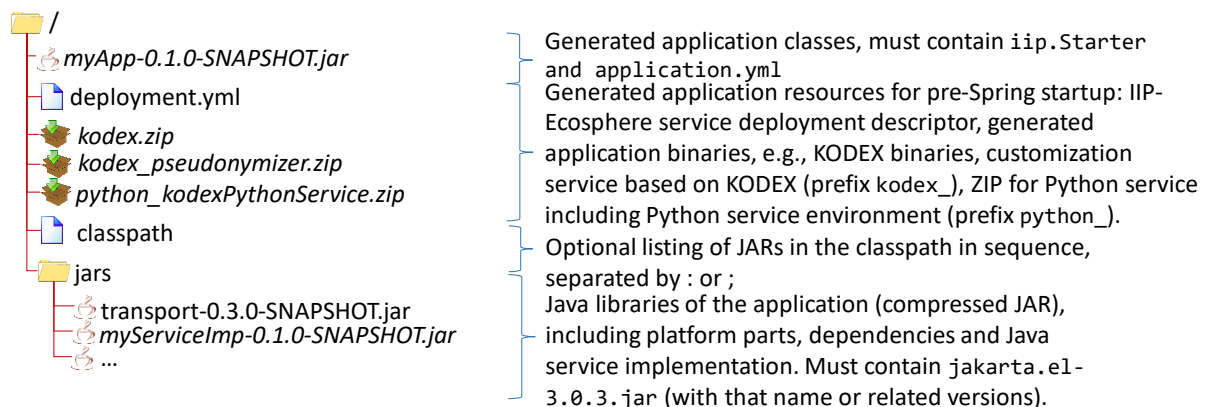 /
myApp-0.1.0-SNAPSHOT.jar
deployment.yml
kodex.zip
kodex_pseudonymizer.zip
python_kodexPythonService.zip
classpath
jars
transport-0.3.0-SNAPSHOT.jar
myServiceImp-0.1.0-SNAPSHOT.jar
...
Generated application classes, must contain iip.Starter
and application.yml
Generated application resources for pre-Spring startup: IIP-
Ecosphere service deployment descriptor, generated
application binaries, e.g., KODEX binaries, customization
service based on KODEX (prefix kodex_), ZIP for Python service
including Python service environment (prefix python_).
Optional listing of JARs in the classpath in sequence,
separated by : or ;
Java libraries of the application (compressed JAR),
including platform parts, dependencies and Java
service implementation. Must contain jakarta.el-
3.0.3.jar (with that name or related versions).